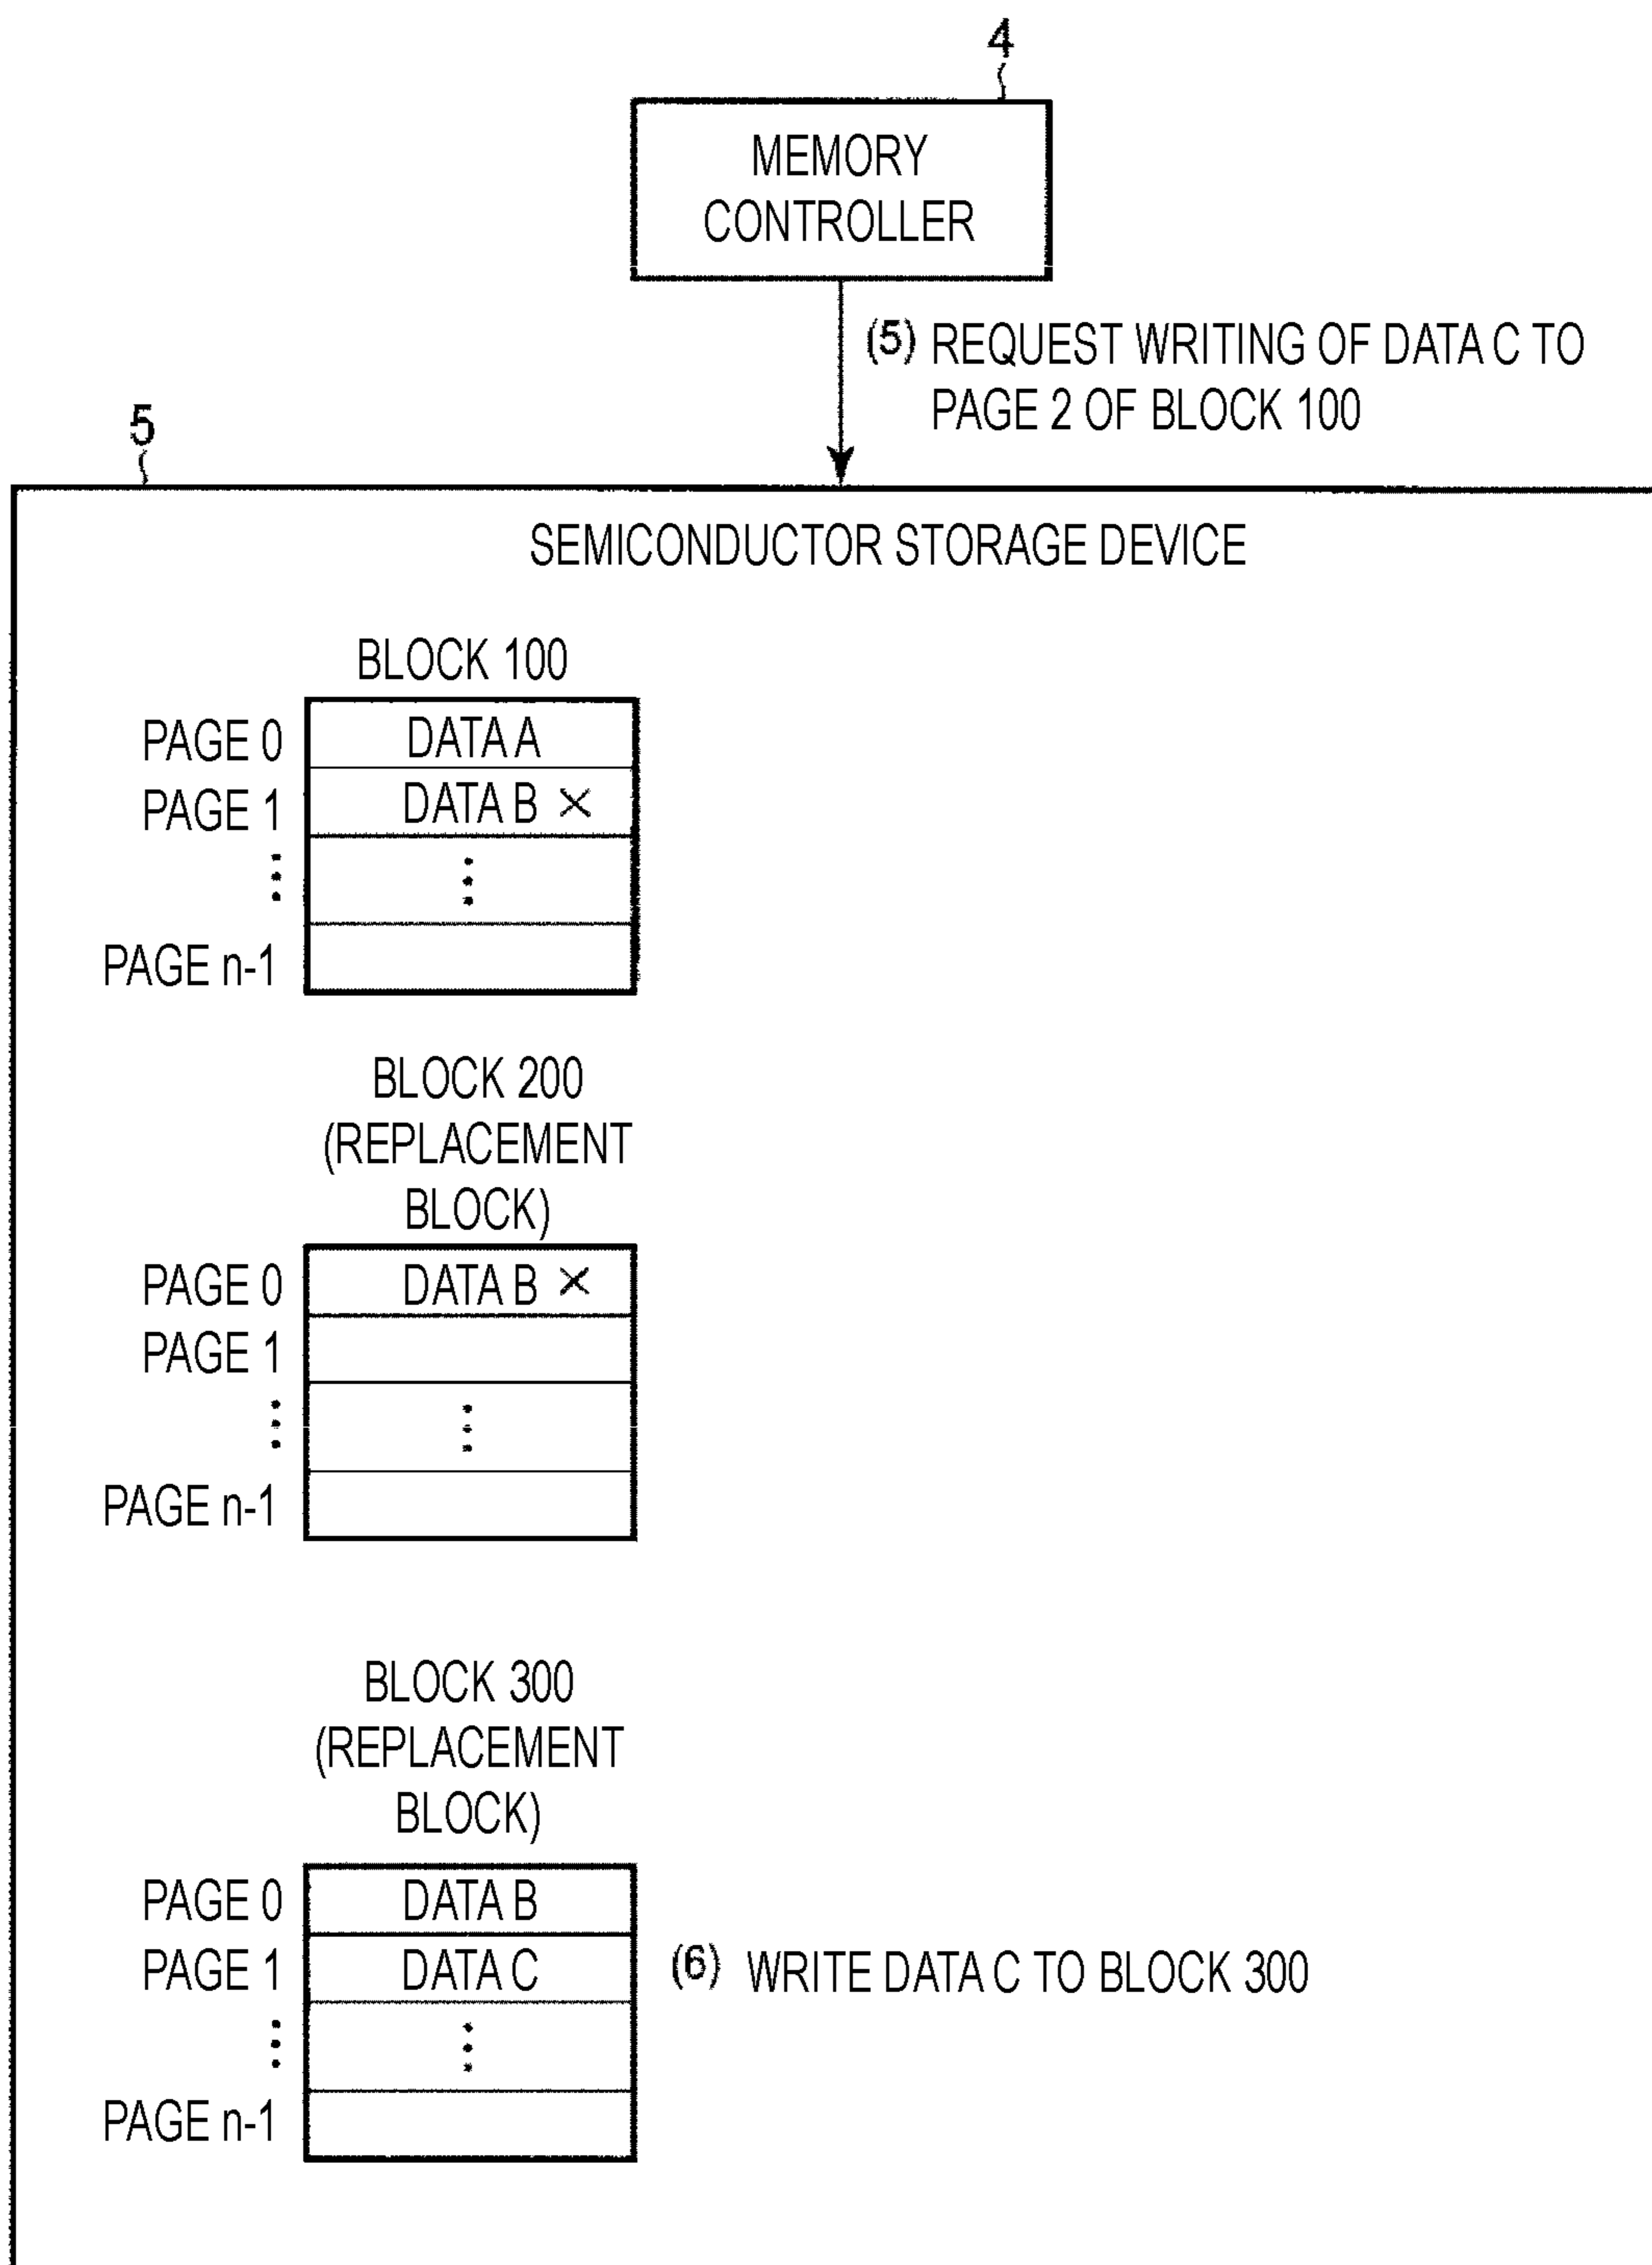 4
MEMORY
CONTROLLER
(5) REQUEST WRITING OF DATA C TO
PAGE 2 OF BLOCK 100
5
SEMICONDUCTOR STORAGE DEVICE
BLOCK 100
PAGE 0 DATA A
PAGE 1 DATA B ×
⋮ ⋮
PAGE n-1
BLOCK 200
(REPLACEMENT
BLOCK)
PAGE 0 DATA B ×
PAGE 1
⋮ ⋮
PAGE n-1
BLOCK 300
(REPLACEMENT
BLOCK)
PAGE 0 DATA B
PAGE 1 DATA C (6) WRITE DATA C TO BLOCK 300
⋮ ⋮
PAGE n-1